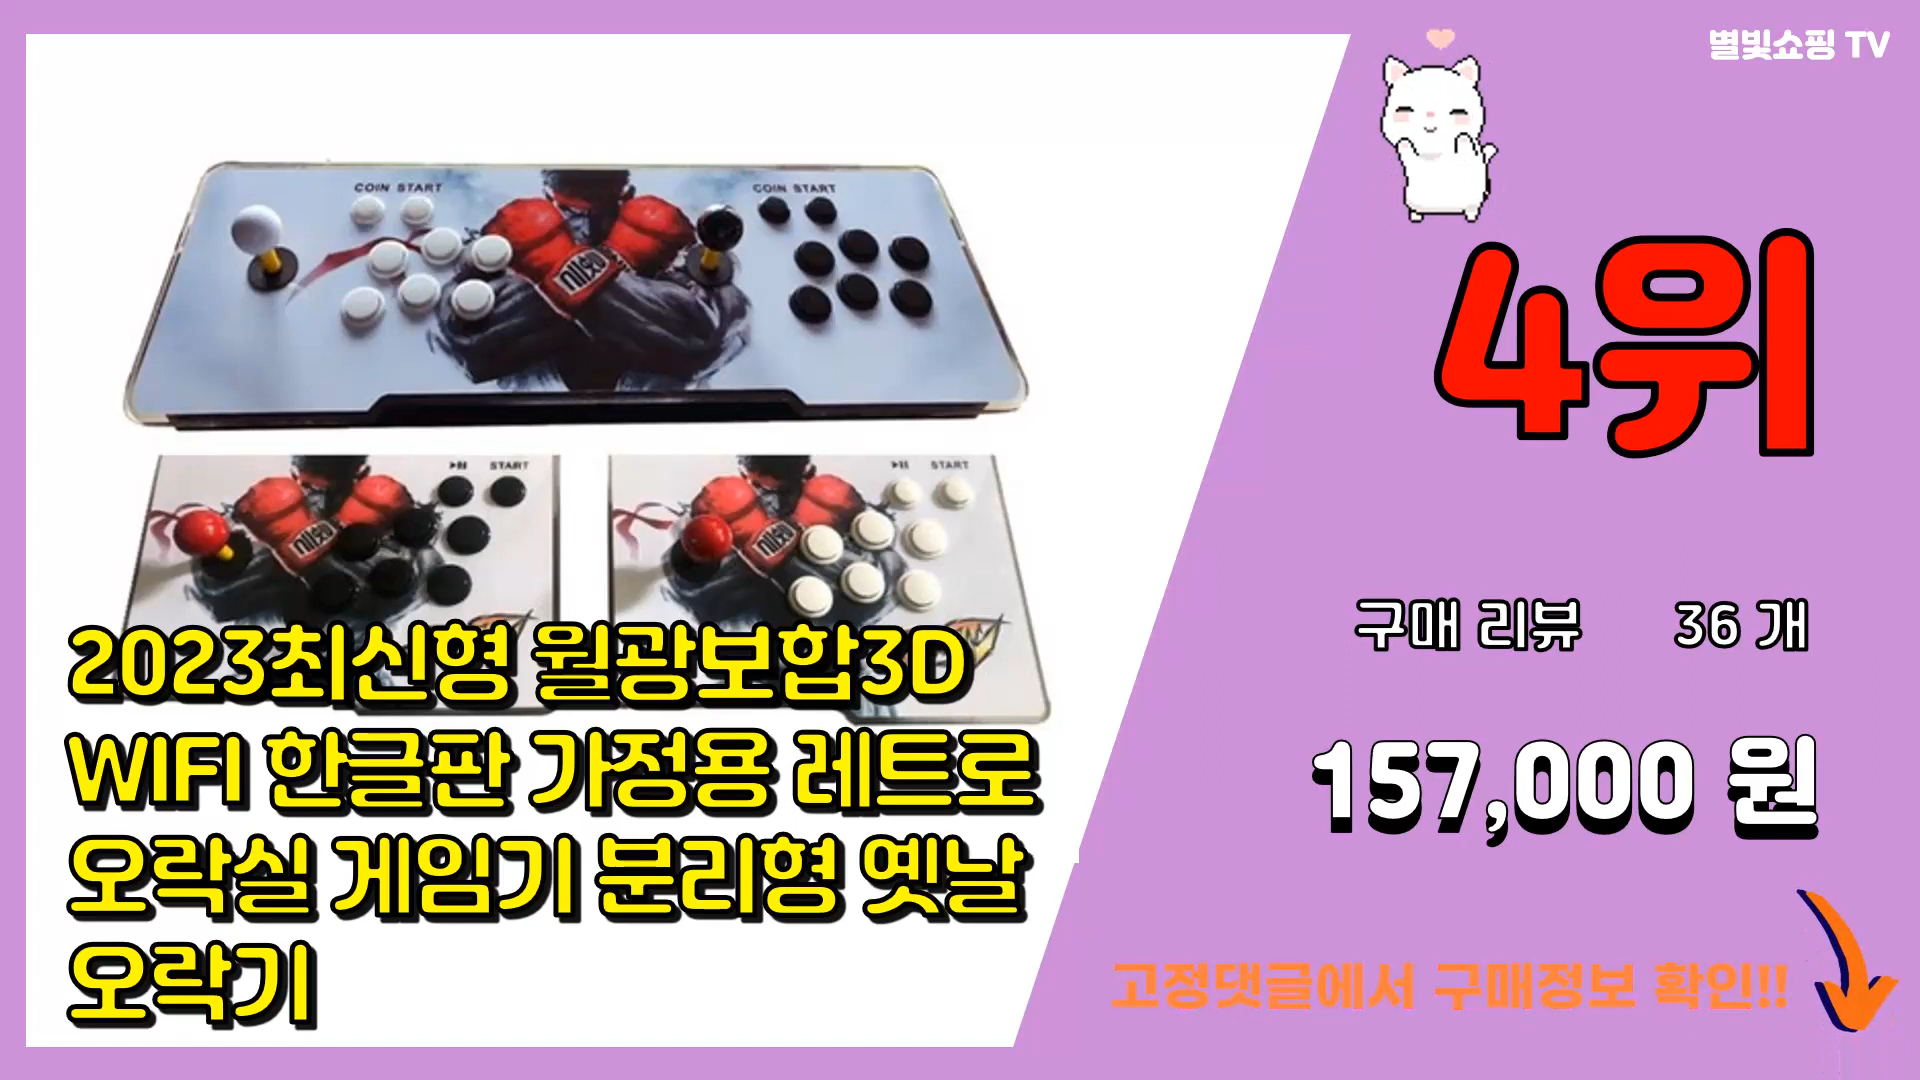 별빛쇼핑 TV
4위
COIN START
COIN START
START
START
2023최신형 월광보합3D
WIFI 한글판 가정용 레트로
오락실 게임기 분리형 옛날
오락기
구매 리뷰 36 개
157,000 원
고정댓글에서 구매정보 확인!!